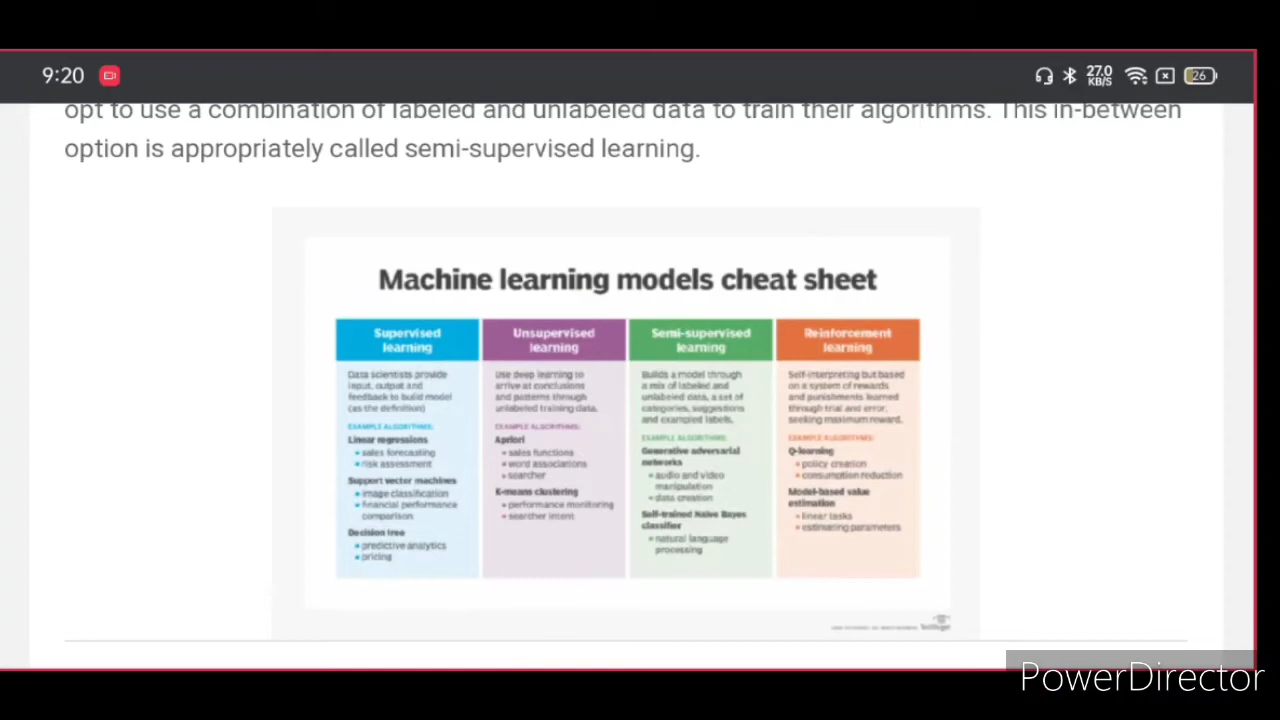 9:20
27.0
KB/S
26
opt to use a combination of labeled and unlabeled data to train their algorithms. This in-between
option is appropriately called semi-supervised learning.
Machine learning models cheat sheet
Supervised
learning
Data scientists provide
input, output and
feedback to build model
(as the definition)
EXAMPLE ALGORITHMS:
Linear regressions
• sales forecasting
• risk assessment
Support vector machines
• image classification
• financial performance
comparison
Decision tree
• predictive analytics
• pricing
Unsupervised
learning
Use deep learning to
arrive at conclusions
and patterns through
unlabeled training data.
EXAMPLE ALGORITHMS:
Apriori
• sales functions
• word associations
• searcher
K-means clustering
• performance monitoring
• searcher intent
Semi-supervised
learning
Builds a model through
a mix of labeled and
unlabeled data, a set of
categories, suggestions
and exampled labels.
EXAMPLE ALGORITHMS:
Generative adversarial
networks
• audio and video
manipulation
• data creation
Self-trained Naïve Bayes
classifier
• natural language
processing
Reinforcement
learning
Self-interpreting but based
on a system of rewards
and punishments learned
through trial and error,
seeking maximum reward.
EXAMPLE ALGORITHMS:
Q-learning
• policy creation
• consumption reduction
Model-based value
estimation
• linear tasks
• estimating parameters
TechTarget
PowerDirector